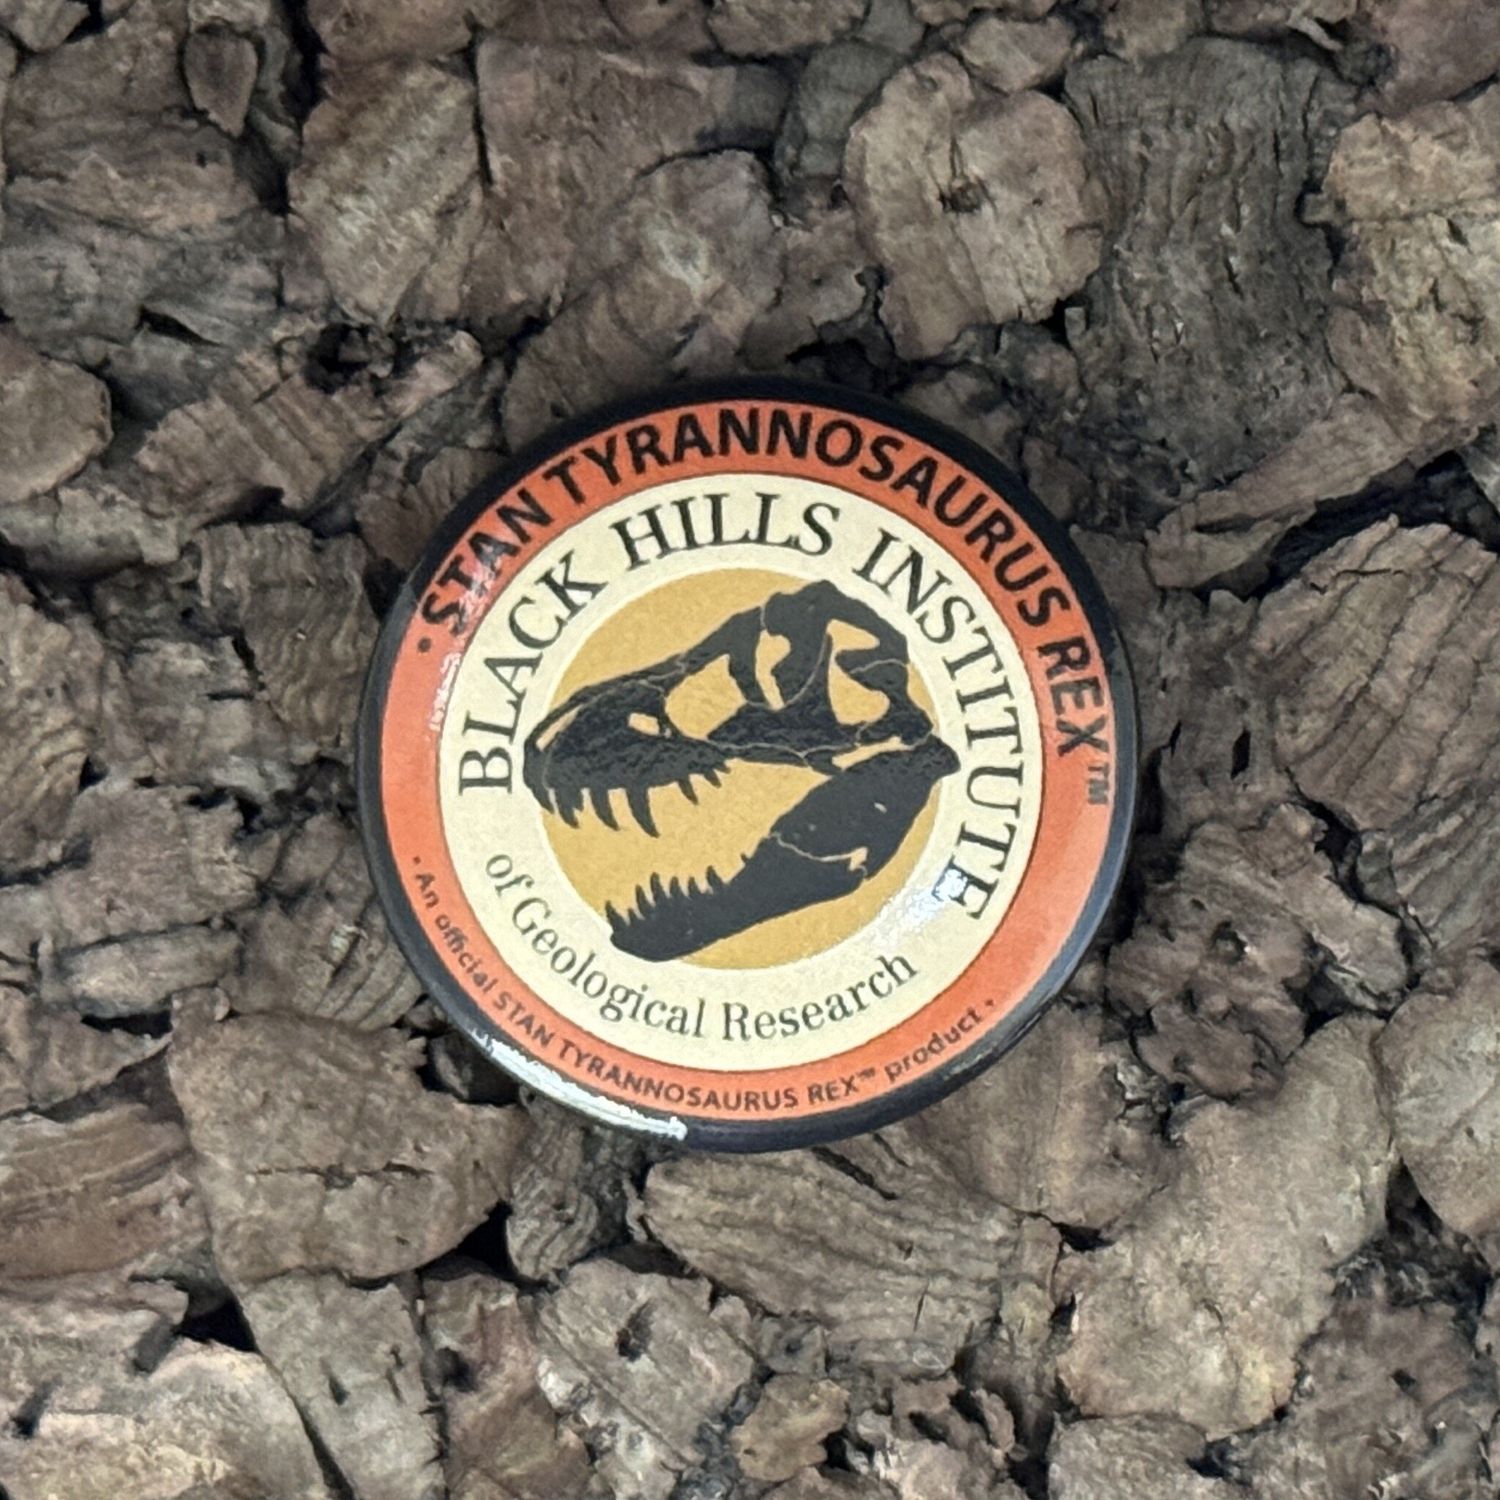 • STAN TYRANNOSAURUS REX™
BLACK HILLS INSTITUTE
of Geological Research
• An official STAN TYRANNOSAURUS REX™ product •